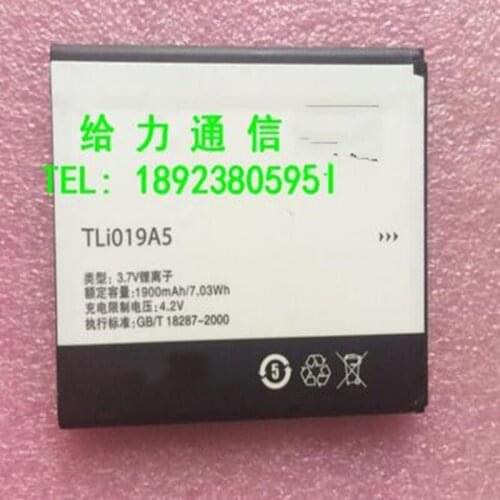 给力通信
TEL: 18923805951
TLi019A5 >>>
类型: 3.7V锂离子
额定容量:1900mAh/7.03Wh
充电限制电压:4.2V
执行标准: GB/T 18287-2000
5